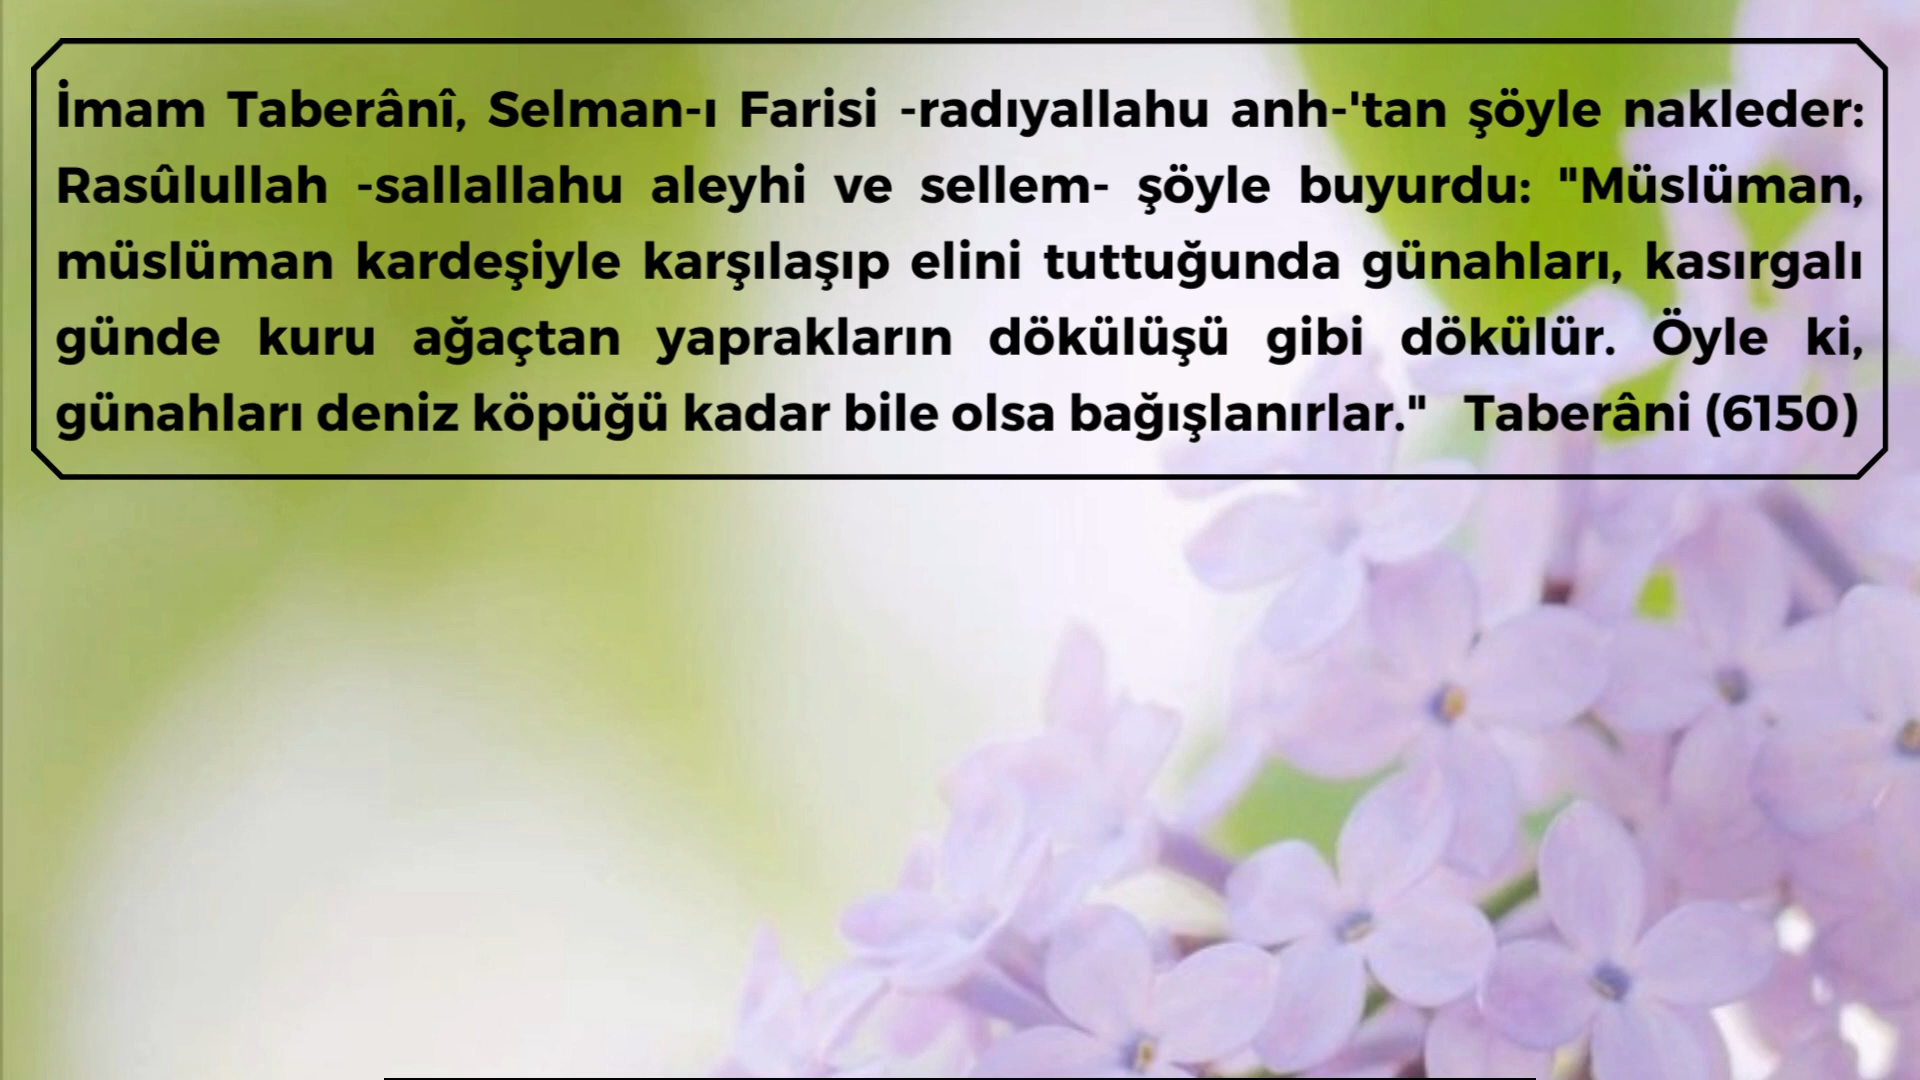 İmam Taberânî, Selman-ı Farisi -radıyallahu anh-'tan şöyle nakleder:
Rasûlullah -sallallahu aleyhi ve sellem- şöyle buyurdu: "Müslüman,
müslüman kardeşiyle karşılaşıp elini tuttuğunda günahları, kasırgalı
günde kuru ağaçtan yaprakların dökülüşü gibi dökülür. Öyle ki,
günahları deniz köpüğü kadar bile olsa bağışlanırlar." Taberâni (6150)